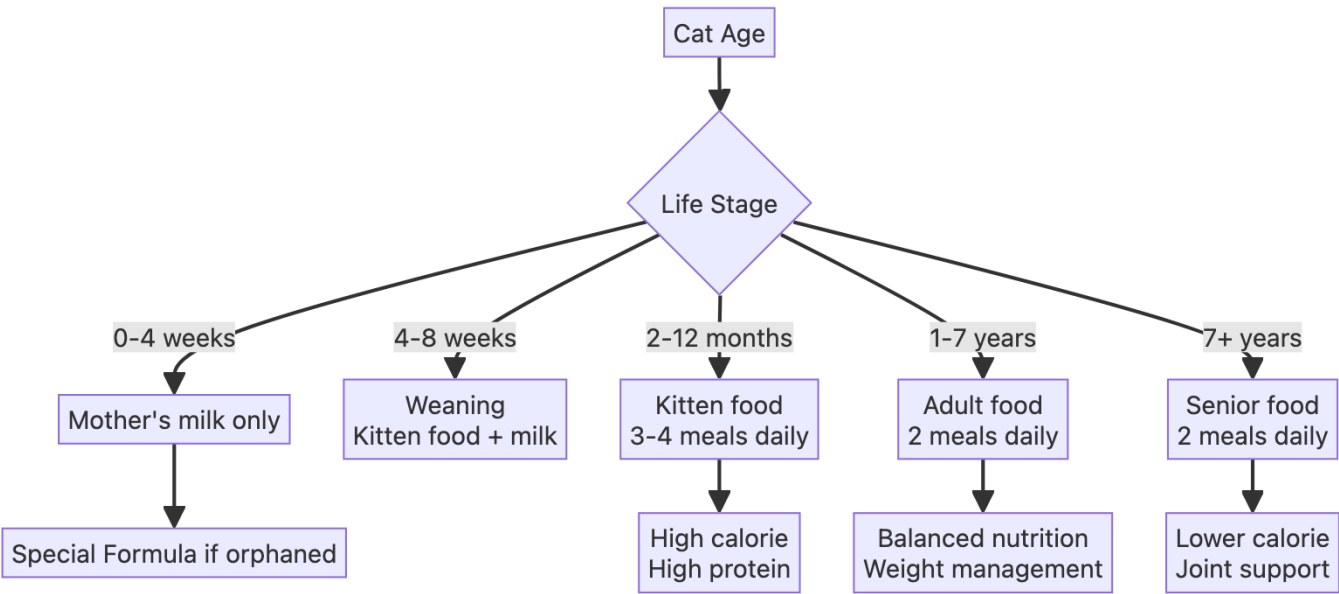 Cat Age
Life Stage
0-4 weeks
4-8 weeks
2-12 months
1-7 years
7+ years
Mother's milk only
Weaning
Kitten food + milk
Kitten food
3-4 meals daily
Adult food
2 meals daily
Senior food
2 meals daily
Special Formula if orphaned
High calorie
High protein
Balanced nutrition
Weight management
Lower calorie
Joint support